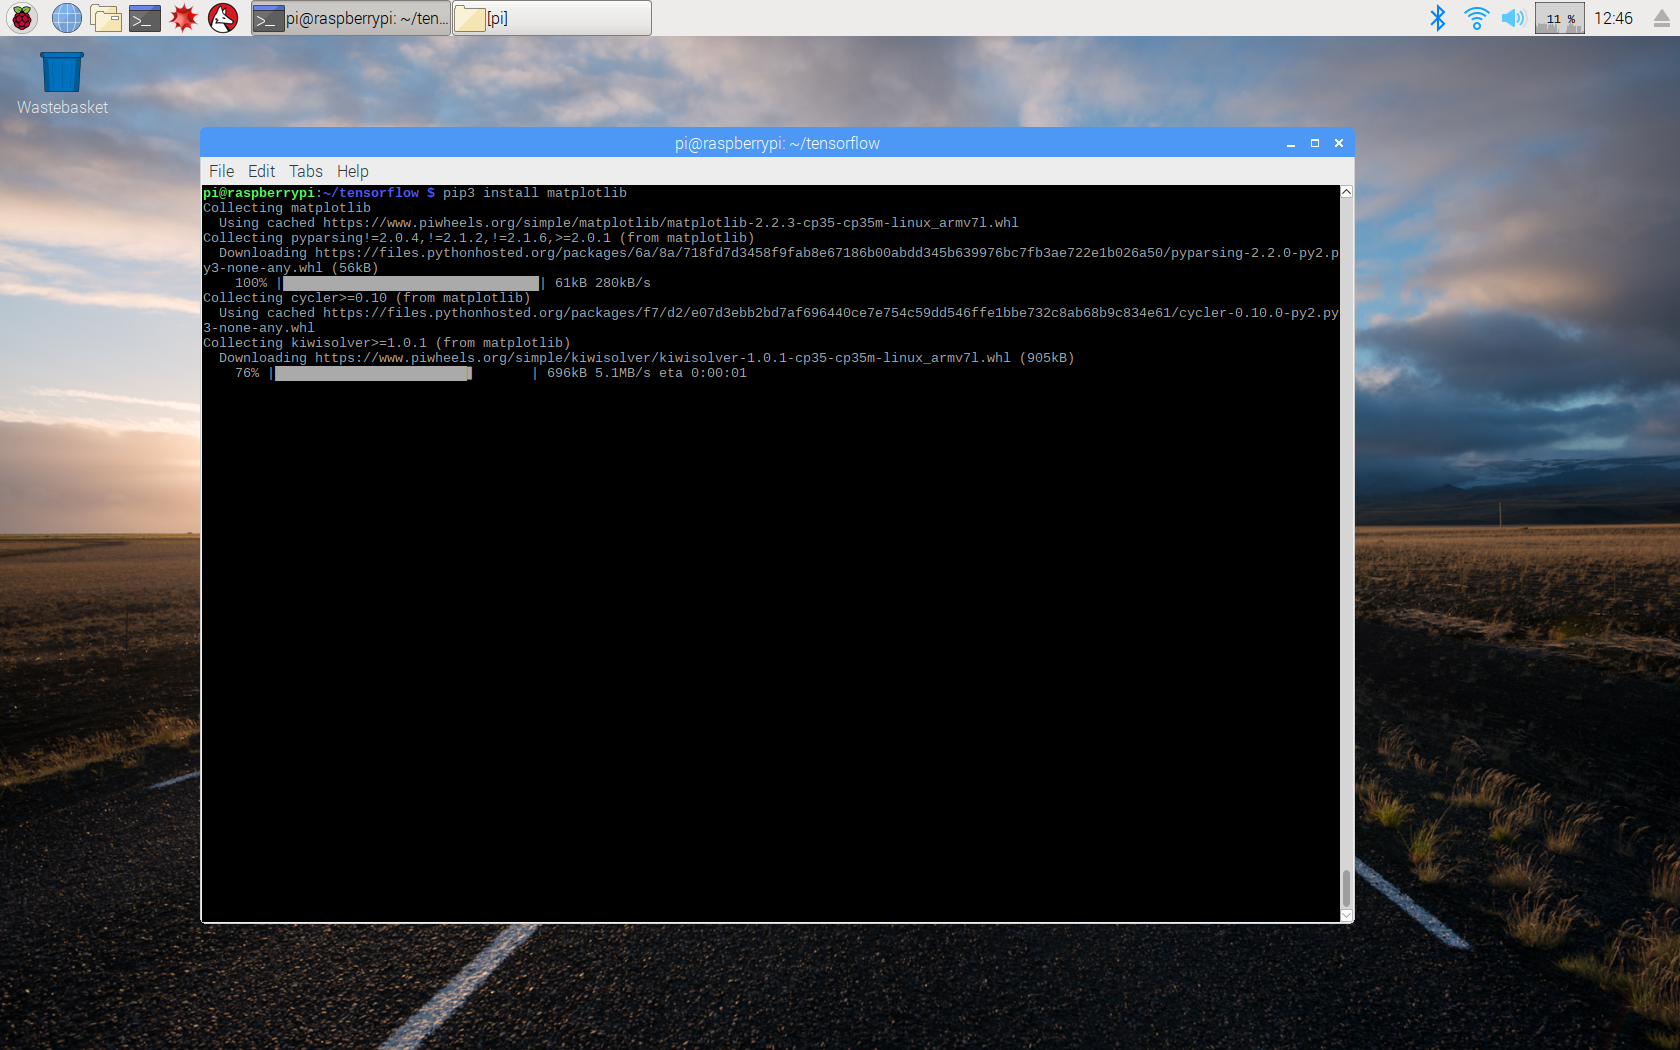 pi@raspberrypi: ~/ten...
[pi]
11 %
12:46
Wastebasket
pi@raspberrypi: ~/tensorflow
File Edit Tabs Help
pi@raspberrypi:~/tensorflow $ pip3 install matplotlib
Collecting matplotlib
  Using cached https://www.piwheels.org/simple/matplotlib/matplotlib-2.2.3-cp35-cp35m-linux_armv7l.whl
Collecting pyparsing!=2.0.4,!=2.1.2,!=2.1.6,>=2.0.1 (from matplotlib)
  Downloading https://files.pythonhosted.org/packages/6a/8a/718fd7d3458f9fab8e67186b00abdd345b639976bc7fb3ae722e1b026a50/pyparsing-2.2.0-py2.p
y3-none-any.whl (56kB)
    100% |████████████████████████████████| 61kB 280kB/s
Collecting cycler>=0.10 (from matplotlib)
  Using cached https://files.pythonhosted.org/packages/f7/d2/e07d3ebb2bd7af696440ce7e754c59dd546ffe1bbe732c8ab68b9c834e61/cycler-0.10.0-py2.py
3-none-any.whl
Collecting kiwisolver>=1.0.1 (from matplotlib)
  Downloading https://www.piwheels.org/simple/kiwisolver/kiwisolver-1.0.1-cp35-cp35m-linux_armv7l.whl (905kB)
    76% |████████████████████████▋       | 696kB 5.1MB/s eta 0:00:01